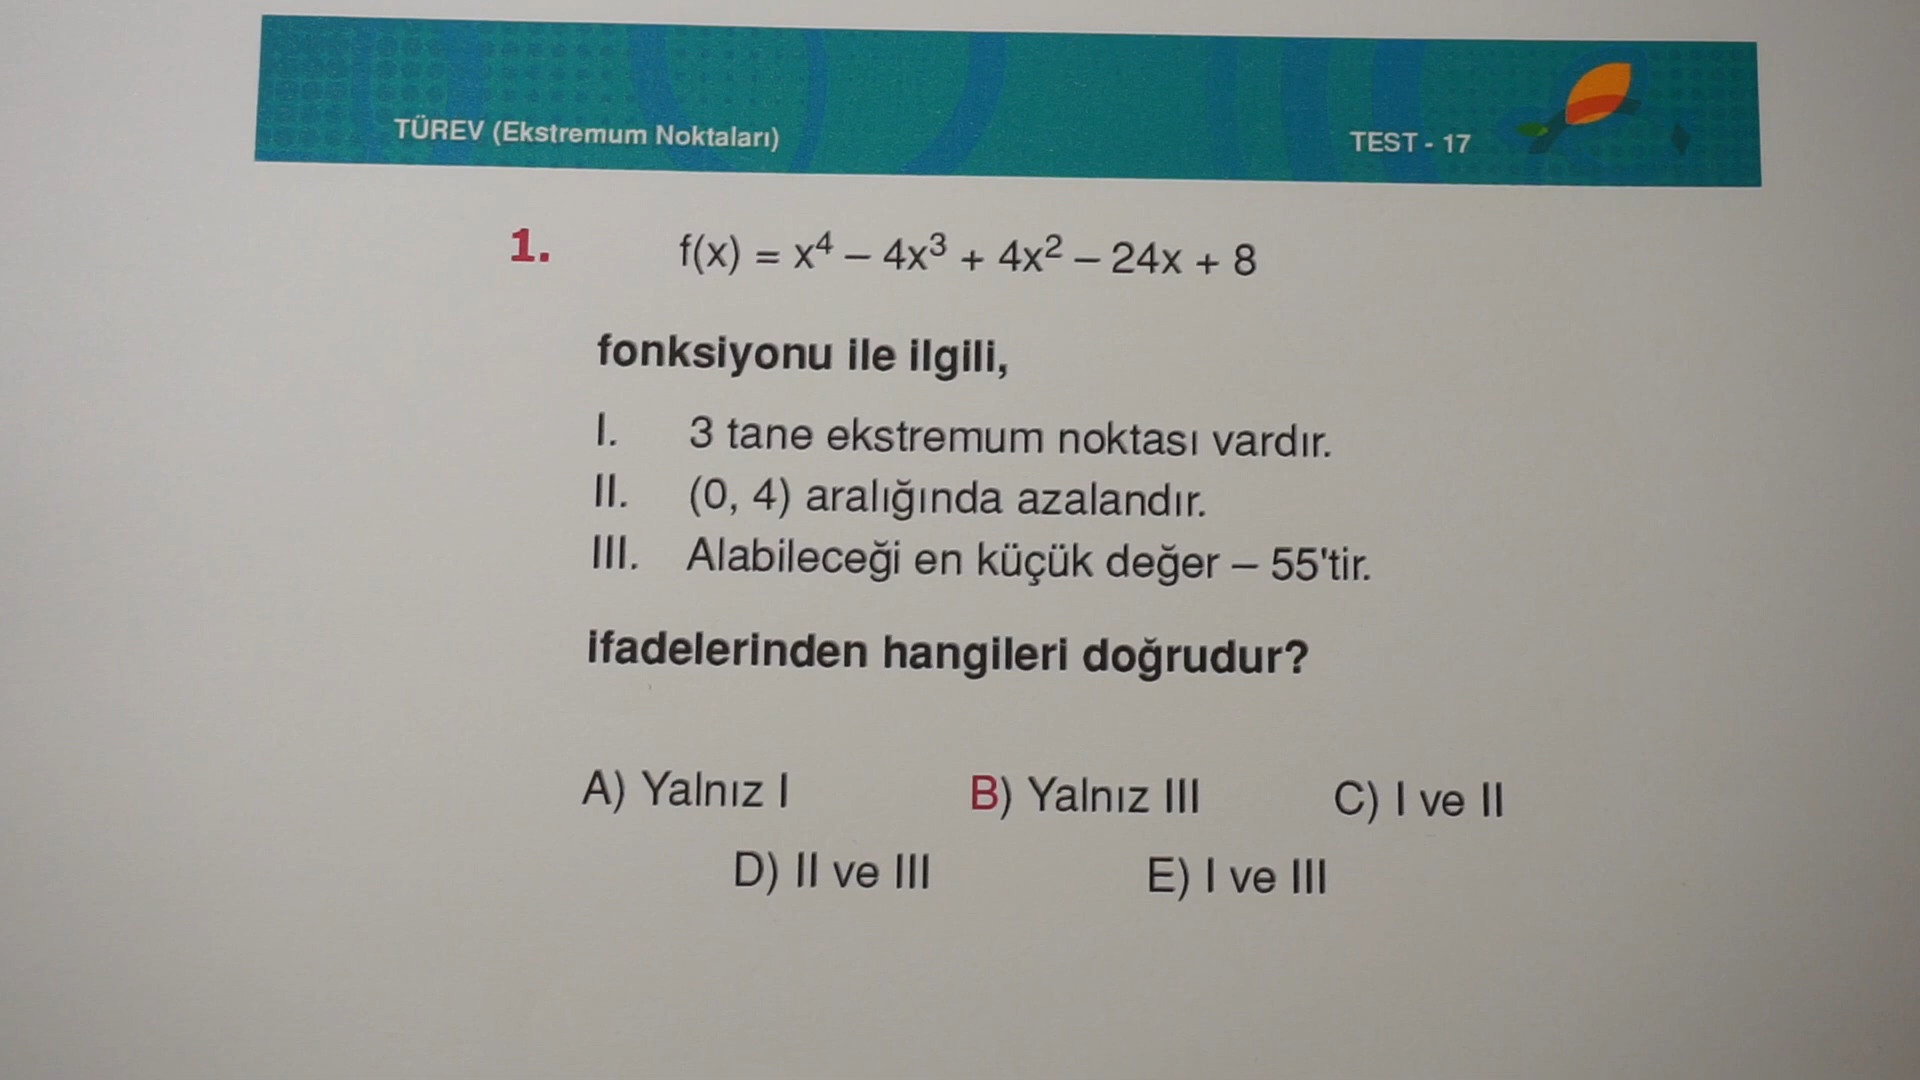 TÜREV (Ekstremum Noktaları) TEST - 17
1. f(x) = x⁴ – 4x³ + 4x² – 24x + 8
fonksiyonu ile ilgili,
I. 3 tane ekstremum noktası vardır.
II. (0, 4) aralığında azalandır.
III. Alabileceği en küçük değer – 55'tir.
ifadelerinden hangileri doğrudur?
A) Yalnız I B) Yalnız III C) I ve II
D) II ve III E) I ve III